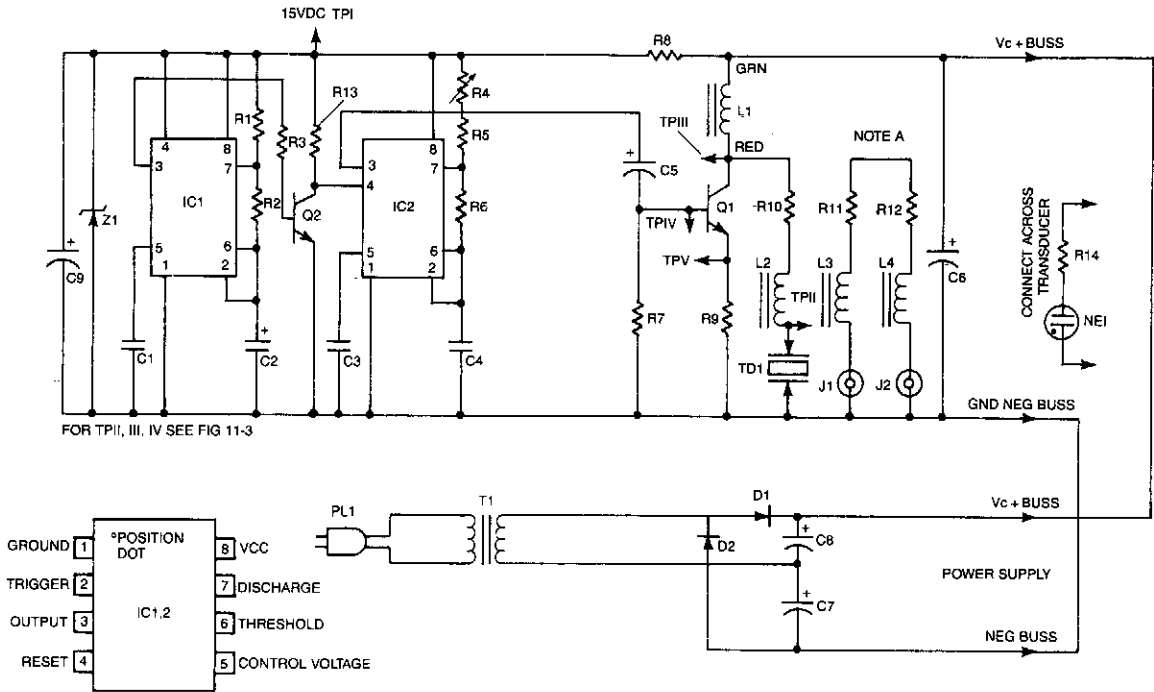 15VDC TPI
R8
Vc + BUSS
GRN
R13
R4
L1
R1
R3
R5
TPIII
RED
NOTE A
4
8
8
3
7
3
7
C5
IC1
R2
Q2
4
IC2
R6
Q1
R10
R11
R12
Z1
TPIV
CONNECT ACROSS
TRANSDUCER
R14
5
6
5
6
TPV
L2
TPII
L3
L4
C6
C9
1
2
1
2
R7
R9
NEI
C1
C2
C3
C4
TD1
J1
J2
GND NEG BUSS
FOR TPII, III, IV SEE FIG 11-3
PL1
T1
D1
Vc + BUSS
°POSITION
DOT
GROUND 1
8 VCC
D2
C8
TRIGGER 2
7 DISCHARGE
POWER SUPPLY
IC1,2
OUTPUT 3
6 THRESHOLD
C7
NEG BUSS
RESET 4
5 CONTROL VOLTAGE